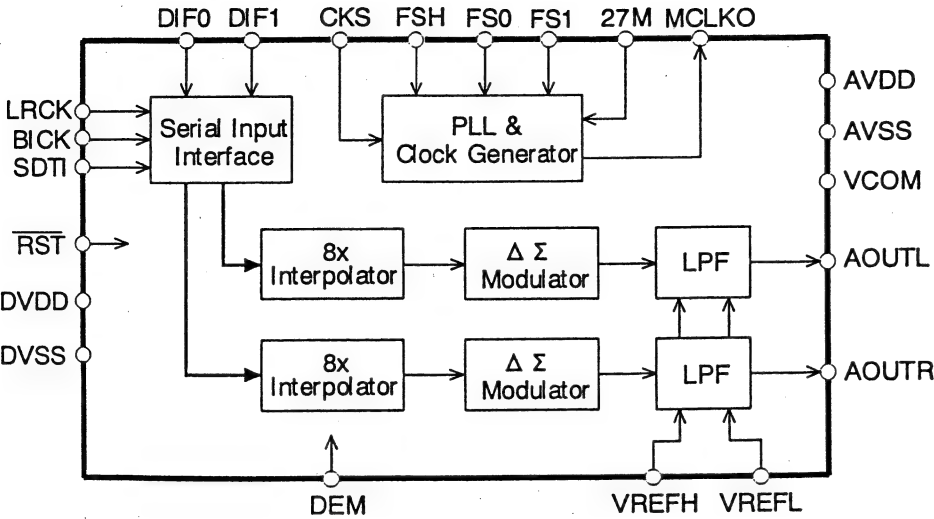 DIF0 DIF1 CKS FSH FS0 FS1 27M MCLKO
LRCK
BICK
SDTI
RST
DVDD
DVSS
Serial Input
Interface
PLL &
Clock Generator
8x
Interpolator
Δ Σ
Modulator
LPF
8x
Interpolator
Δ Σ
Modulator
LPF
AVDD
AVSS
VCOM
AOUTL
AOUTR
DEM VREFH VREFL